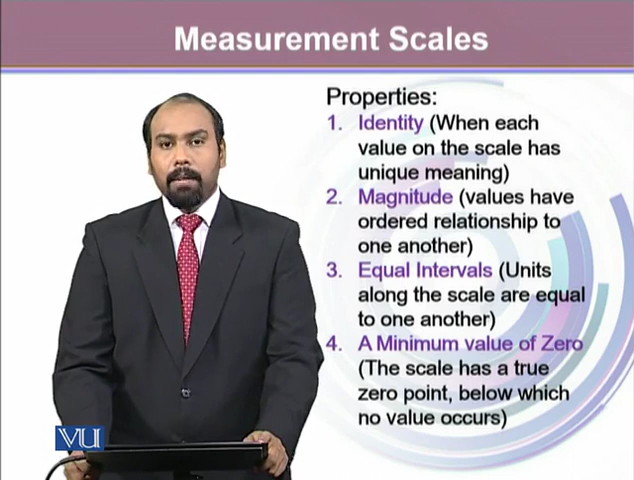 Measurement Scales
Properties:
1. Identity (When each
value on the scale has
unique meaning)
2. Magnitude (values have
ordered relationship to
one another)
3. Equal Intervals (Units
along the scale are equal
to one another)
4. A Minimum value of Zero
(The scale has a true
zero point, below which
no value occurs)
VU